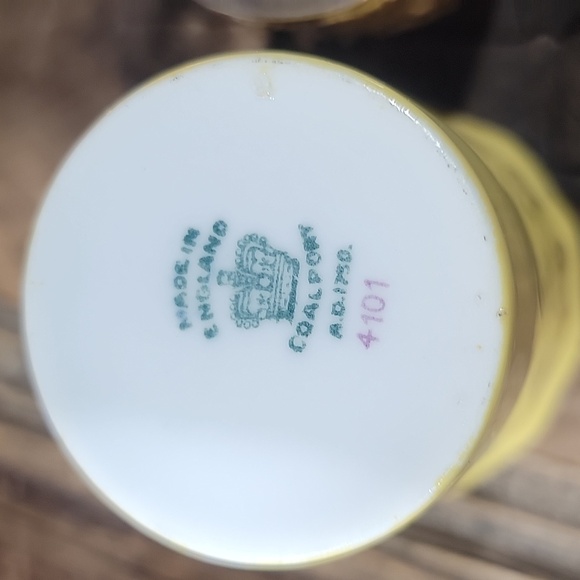 MADE IN
ENGLAND
COALPORT
A.D.1750.
4101